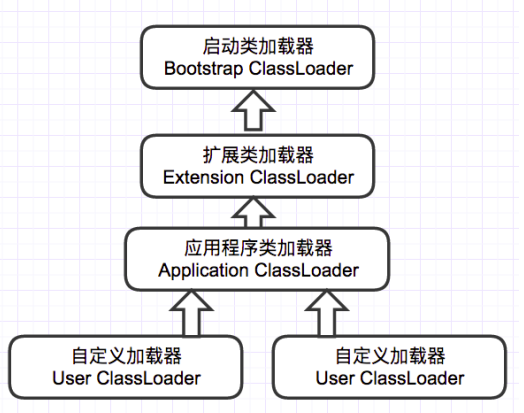 启动类加载器
Bootstrap ClassLoader
扩展类加载器
Extension ClassLoader
应用程序类加载器
Application ClassLoader
自定义加载器
User ClassLoader
自定义加载器
User ClassLoader